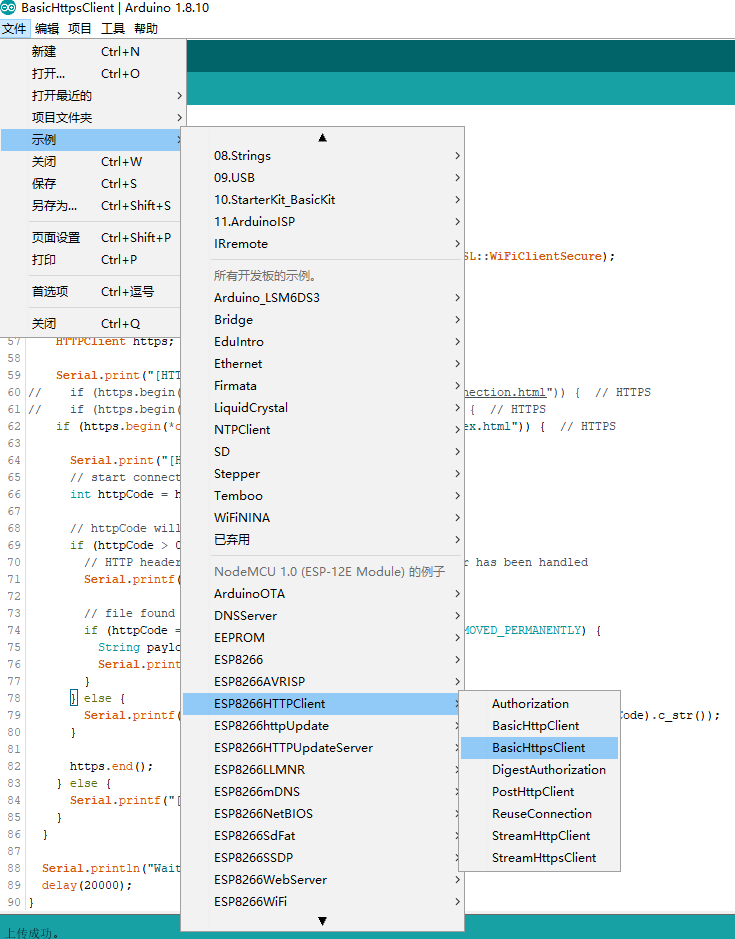 BasicHttpsClient | Arduino 1.8.10
文件 编辑 项目 工具 帮助
新建 Ctrl+N
打开... Ctrl+O
打开最近的
项目文件夹
示例
关闭 Ctrl+W
保存 Ctrl+S
另存为... Ctrl+Shift+S
页面设置 Ctrl+Shift+P
打印 Ctrl+P
首选项 Ctrl+逗号
关闭 Ctrl+Q
08.Strings
09.USB
10.StarterKit_BasicKit
11.ArduinoISP
IRremote
所有开发板的示例。
Arduino_LSM6DS3
Bridge
EduIntro
Ethernet
Firmata
LiquidCrystal
NTPClient
SD
Stepper
Temboo
WiFiNINA
已弃用
NodeMCU 1.0 (ESP-12E Module) 的例子
ArduinoOTA
DNSServer
EEPROM
ESP8266
ESP8266AVRISP
ESP8266HTTPClient
ESP8266httpUpdate
ESP8266HTTPUpdateServer
ESP8266LLMNR
ESP8266mDNS
ESP8266NetBIOS
ESP8266SdFat
ESP8266SSDP
ESP8266WebServer
ESP8266WiFi
Authorization
BasicHttpClient
BasicHttpsClient
DigestAuthorization
PostHttpClient
ReuseConnection
StreamHttpClient
StreamHttpsClient
SL::WiFiClientSecure);
57 HTTPClient https;
58
59 Serial.print("[HTT
60 // if (https.begin( nection.html")) { // HTTPS
61 // if (https.begin( { // HTTPS
62 if (https.begin(*c ex.html")) { // HTTPS
63
64 Serial.print("[H
65 // start connect
66 int httpCode = h
67
68 // httpCode will
69 if (httpCode > 0
70 // HTTP header r has been handled
71 Serial.printf(
72
73 // file found
74 if (httpCode = MOVED_PERMANENTLY) {
75 String paylo
76 Serial.print
77 }
78 } else {
79 Serial.printf( Code).c_str());
80 }
81
82 https.end();
83 } else {
84 Serial.printf("[
85 }
86 }
87
88 Serial.println("Wait
89 delay(20000);
90 }
上传成功。